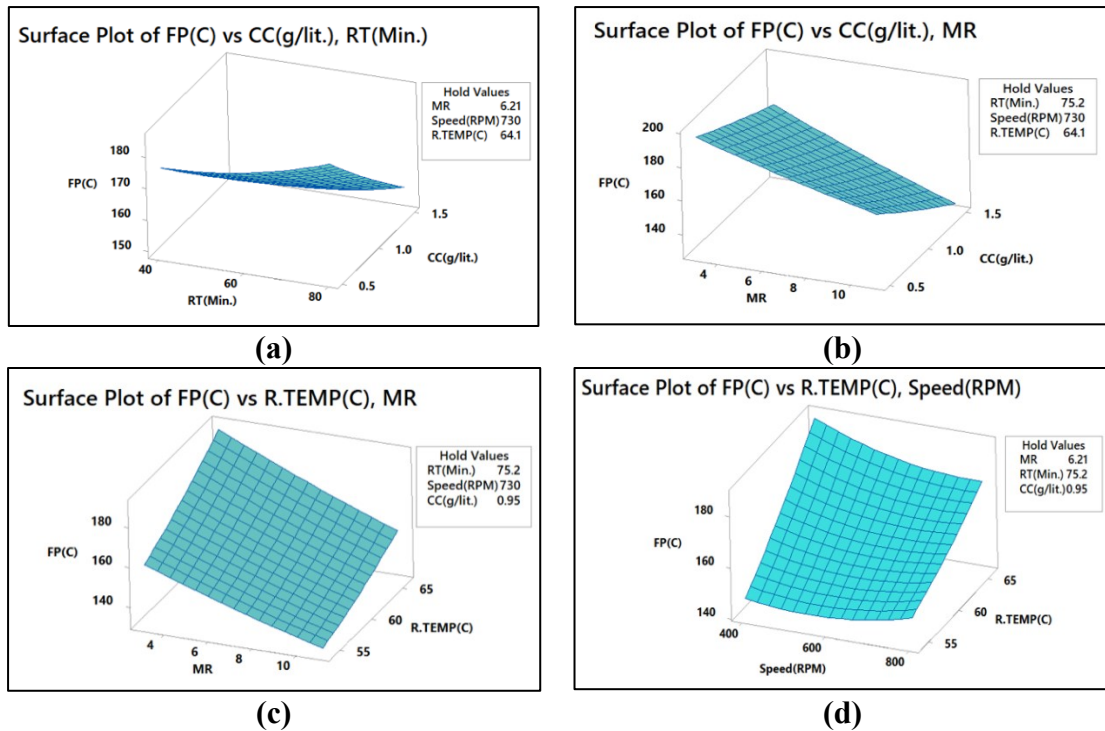 Surface Plot of FP(C) vs CC(g/lit.), RT(Min.)
Hold Values
MR 6.21
Speed(RPM) 730
R.TEMP(C) 64.1
180
170
160
150
FP(C)
40
60
80
RT(Min.)
1.5
1.0
0.5
CC(g/lit.)
(a)
Surface Plot of FP(C) vs CC(g/lit.), MR
Hold Values
RT(Min.) 75.2
Speed(RPM) 730
R.TEMP(C) 64.1
200
180
160
140
FP(C)
4
6
8
10
MR
1.5
1.0
0.5
CC(g/lit.)
(b)
Surface Plot of FP(C) vs R.TEMP(C), MR
Hold Values
RT(Min.) 75.2
Speed(RPM) 730
CC(g/lit.) 0.95
180
160
140
FP(C)
4
6
8
10
MR
65
60
55
R.TEMP(C)
(c)
Surface Plot of FP(C) vs R.TEMP(C), Speed(RPM)
Hold Values
MR 6.21
RT(Min.) 75.2
CC(g/lit.) 0.95
180
160
140
FP(C)
400
600
800
Speed(RPM)
65
60
55
R.TEMP(C)
(d)